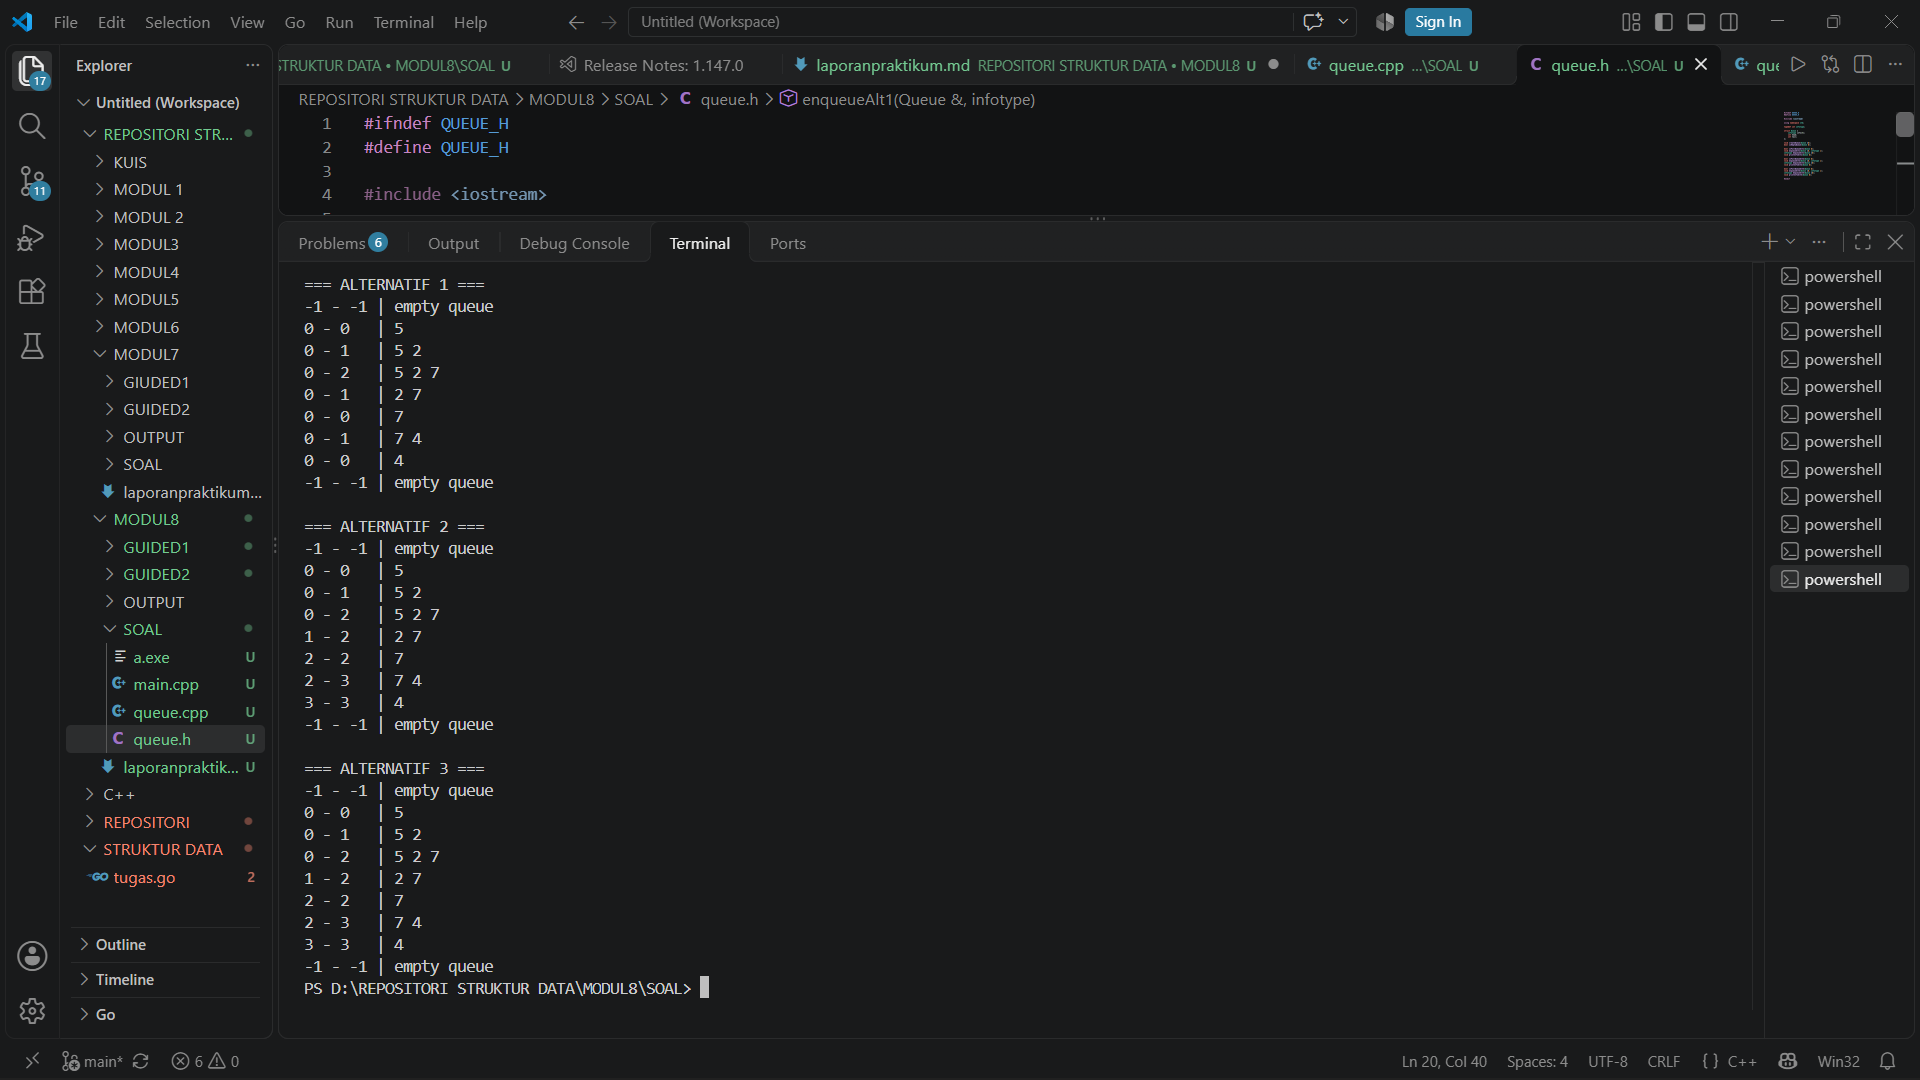 File Edit Selection View Go Run Terminal Help
Untitled (Workspace)
Sign In
17
Explorer
STRUKTUR DATA • MODUL8\SOAL U
Release Notes: 1.147.0
laporanpraktikum.md REPOSITORI STRUKTUR DATA • MODUL8 U
queue.cpp ...\SOAL U
queue.h ...\SOAL U
que
Untitled (Workspace)
REPOSITORI STRUKTUR DATA > MODUL8 > SOAL > C queue.h > enqueueAlt1(Queue &, infotype)
REPOSITORI STR...
KUIS
MODUL 1
MODUL 2
MODUL3
MODUL4
MODUL5
MODUL6
MODUL7
GIUDED1
GUIDED2
OUTPUT
SOAL
laporanpraktikum...
MODUL8
GUIDED1
GUIDED2
OUTPUT
SOAL
a.exe U
main.cpp U
queue.cpp U
C queue.h U
laporanpraktik... U
C++
REPOSITORI
STRUKTUR DATA
GO tugas.go 2
Outline
Timeline
Go
11
1 #ifndef QUEUE_H
2 #define QUEUE_H
3
4 #include <iostream>
Problems 6 Output Debug Console Terminal Ports
=== ALTERNATIF 1 ===
-1 - -1 | empty queue
0 - 0 | 5
0 - 1 | 5 2
0 - 2 | 5 2 7
0 - 1 | 2 7
0 - 0 | 7
0 - 1 | 7 4
0 - 0 | 4
-1 - -1 | empty queue
=== ALTERNATIF 2 ===
-1 - -1 | empty queue
0 - 0 | 5
0 - 1 | 5 2
0 - 2 | 5 2 7
1 - 2 | 2 7
2 - 2 | 7
2 - 3 | 7 4
3 - 3 | 4
-1 - -1 | empty queue
=== ALTERNATIF 3 ===
-1 - -1 | empty queue
0 - 0 | 5
0 - 1 | 5 2
0 - 2 | 5 2 7
1 - 2 | 2 7
2 - 2 | 7
2 - 3 | 7 4
3 - 3 | 4
-1 - -1 | empty queue
PS D:\REPOSITORI STRUKTUR DATA\MODUL8\SOAL>
powershell
powershell
powershell
powershell
powershell
powershell
powershell
powershell
powershell
powershell
powershell
powershell
main* 6 0
Ln 20, Col 40 Spaces: 4 UTF-8 CRLF {} C++ Win32